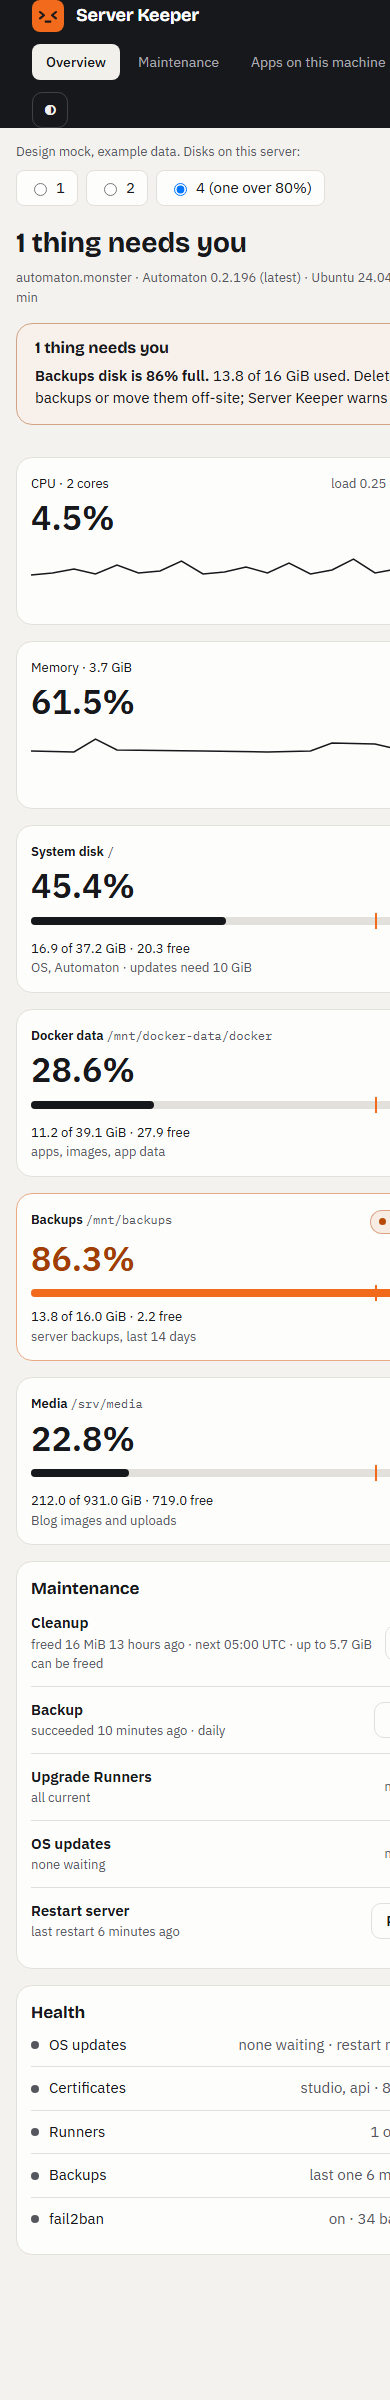 Server Keeper
Overview
Maintenance
Apps on this machine
Design mock, example data. Disks on this server:
1
2
4 (one over 80%)
1 thing needs you
automaton.monster · Automaton 0.2.196 (latest) · Ubuntu 24.04
min
1 thing needs you
Backups disk is 86% full. 13.8 of 16 GiB used. Delet
backups or move them off-site; Server Keeper warns
CPU · 2 cores
load 0.25
4.5%
Memory · 3.7 GiB
61.5%
System disk /
45.4%
16.9 of 37.2 GiB · 20.3 free
OS, Automaton · updates need 10 GiB
Docker data /mnt/docker-data/docker
28.6%
11.2 of 39.1 GiB · 27.9 free
apps, images, app data
Backups /mnt/backups
86.3%
13.8 of 16.0 GiB · 2.2 free
server backups, last 14 days
Media /srv/media
22.8%
212.0 of 931.0 GiB · 719.0 free
Blog images and uploads
Maintenance
Cleanup
freed 16 MiB 13 hours ago · next 05:00 UTC · up to 5.7 GiB
can be freed
Backup
succeeded 10 minutes ago · daily
Upgrade Runners
all current
OS updates
none waiting
Restart server
last restart 6 minutes ago
Health
OS updates
none waiting · restart
Certificates
studio, api · 8
Runners
1 o
Backups
last one 6 m
fail2ban
on · 34 ba